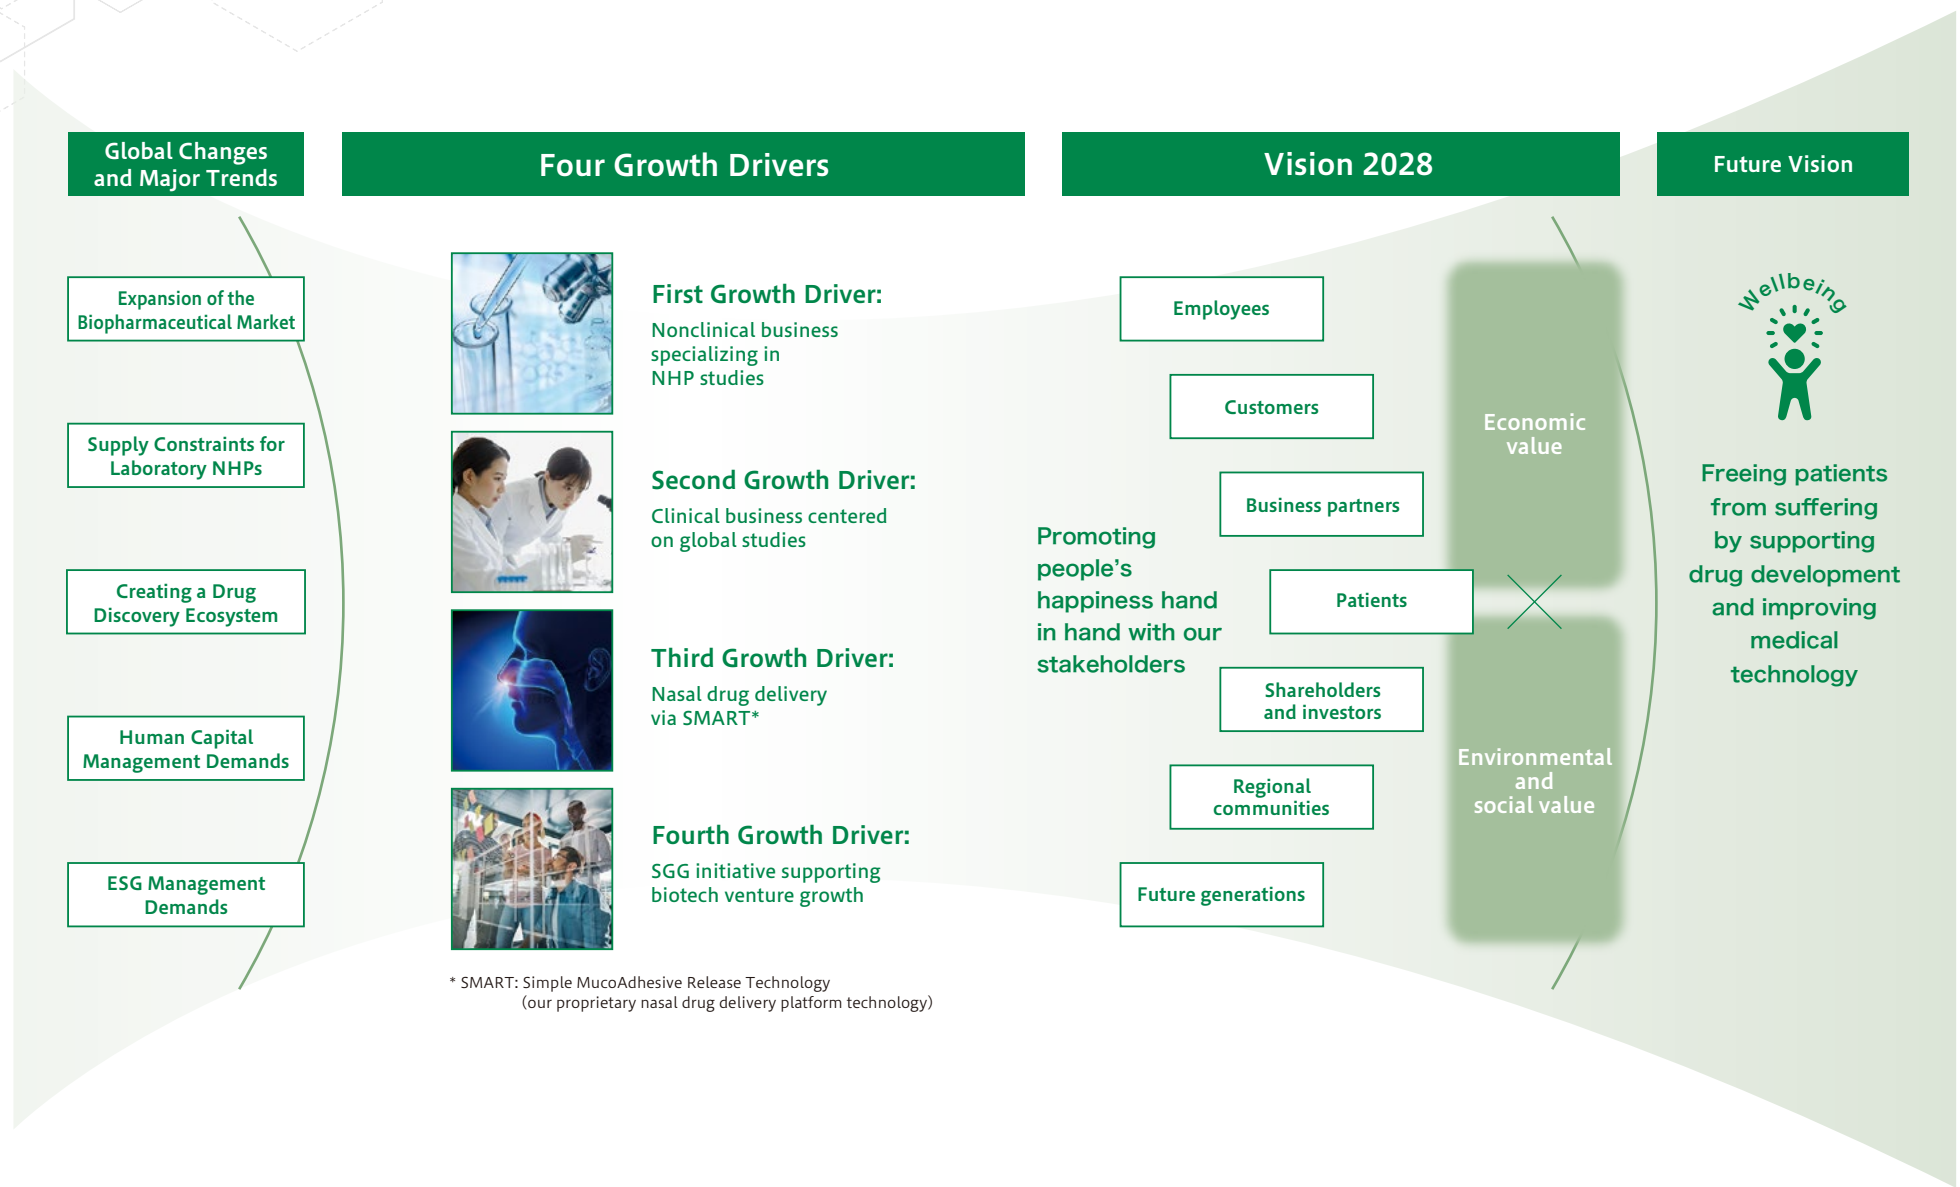 Global Changes
and Major Trends
Four Growth Drivers
Vision 2028
Future Vision
Expansion of the
Biopharmaceutical Market
Supply Constraints for
Laboratory NHPs
Creating a Drug
Discovery Ecosystem
Human Capital
Management Demands
ESG Management
Demands
First Growth Driver:
Nonclinical business
specializing in
NHP studies
Second Growth Driver:
Clinical business centered
on global studies
Third Growth Driver:
Nasal drug delivery
via SMART*
Fourth Growth Driver:
SGG initiative supporting
biotech venture growth
* SMART: Simple MucoAdhesive Release Technology
(our proprietary nasal drug delivery platform technology)
Promoting
people’s
happiness hand
in hand with our
stakeholders
Employees
Customers
Business partners
Patients
Shareholders
and investors
Regional
communities
Future generations
Economic
value
Environmental
and
social value
Wellbeing
Freeing patients
from suffering
by supporting
drug development
and improving
medical
technology